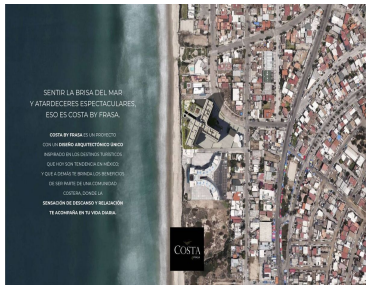 SENTIR LA BRISA DEL MAR
Y ATARDECERES ESPECTACULARES,
ESO ES COSTA BY FRASA.
COSTA BY FRASA ES UN PROYECTO
CON UN DISEÑO ARQUITECTÓNICO ÚNICO
INSPIRADO EN LOS DESTINOS TURÍSTICOS
QUE HOY SON TENDENCIA EN MÉXICO
Y QUE A DEMÁS TE BRINDA LOS BENEFICIOS
DE SER PARTE DE UNA COMUNIDAD
COSTERA, DONDE LA
SENSACIÓN DE DESCANSO Y RELAJACIÓN
TE ACOMPAÑA EN TU VIDA DIARIA.
COSTA